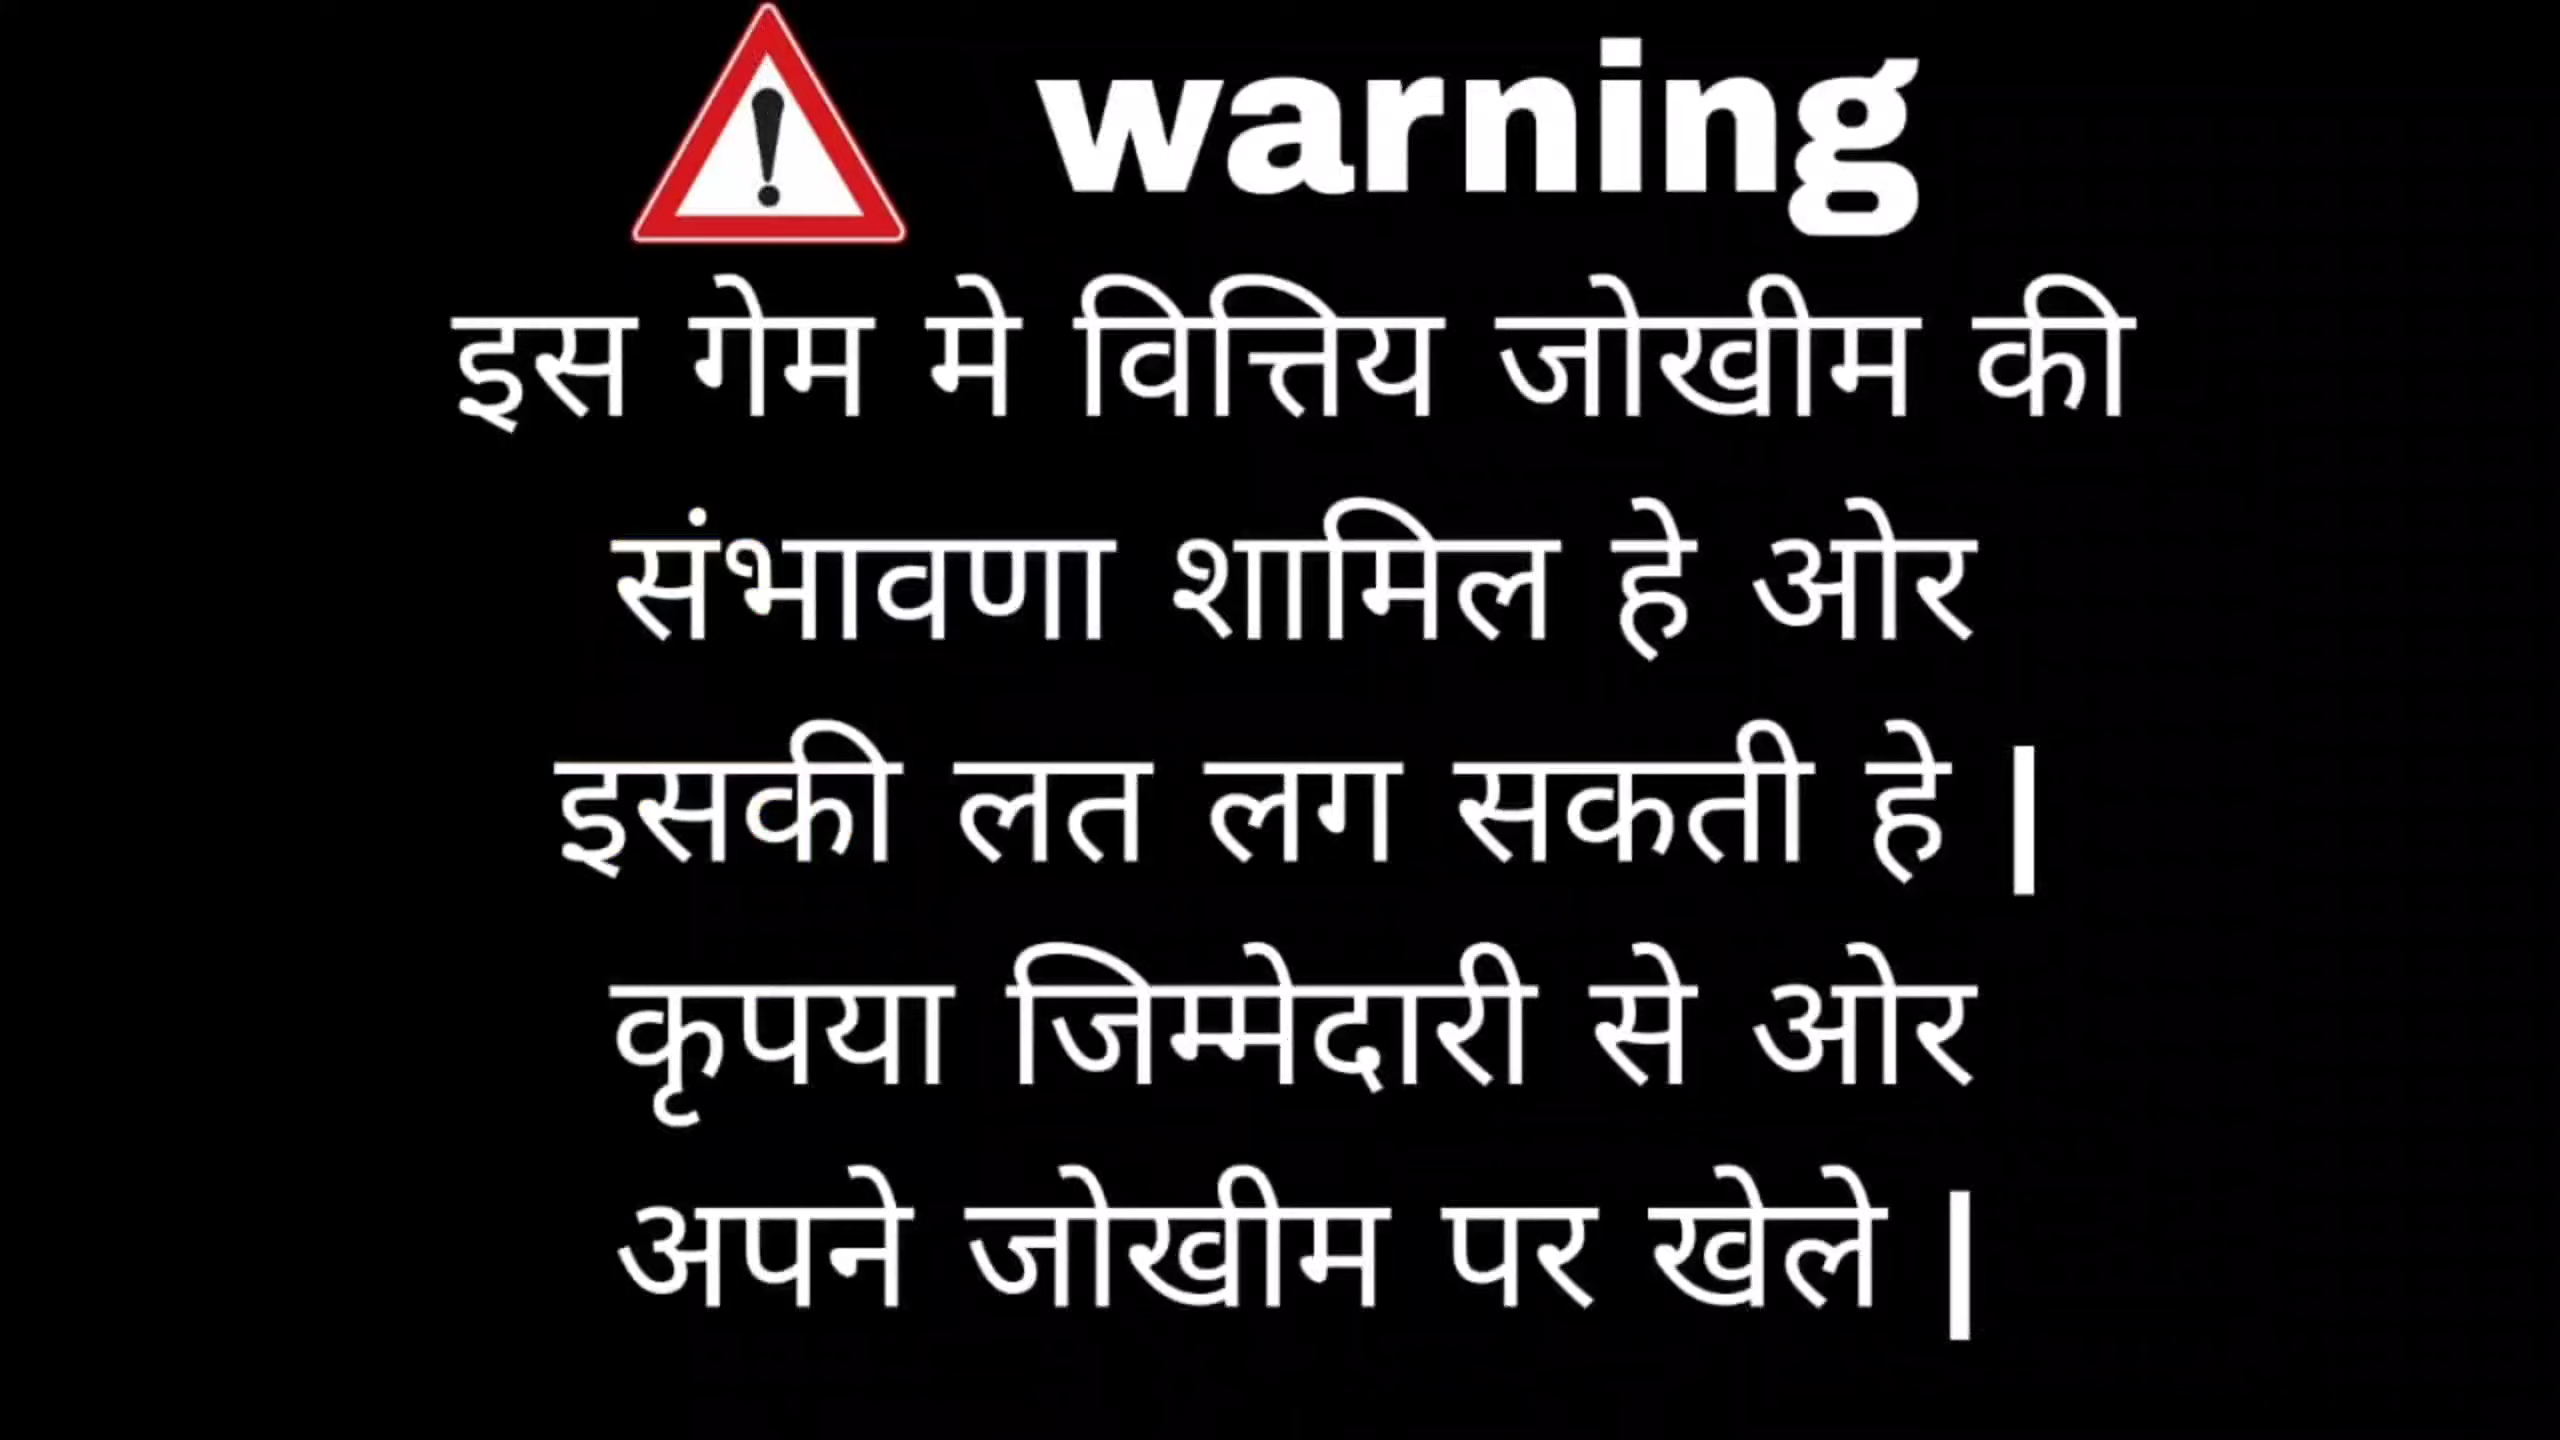 warning
इस गेम मे वित्तिय जोखीम की
संभावणा शामिल हे ओर
इसकी लत लग सकती हे |
कृपया जिम्मेदारी से ओर
अपने जोखीम पर खेले |